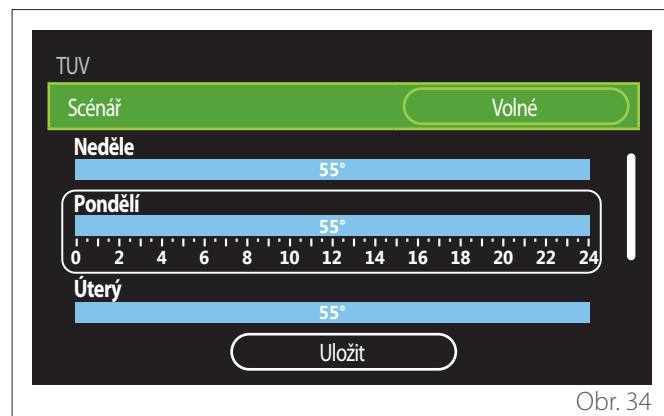 TUV
Scénář Volné
Neděle
55°
Pondělí
55°
0 2 4 6 8 10 12 14 16 18 20 22 24
Úterý
55°
Uložit
Obr. 34